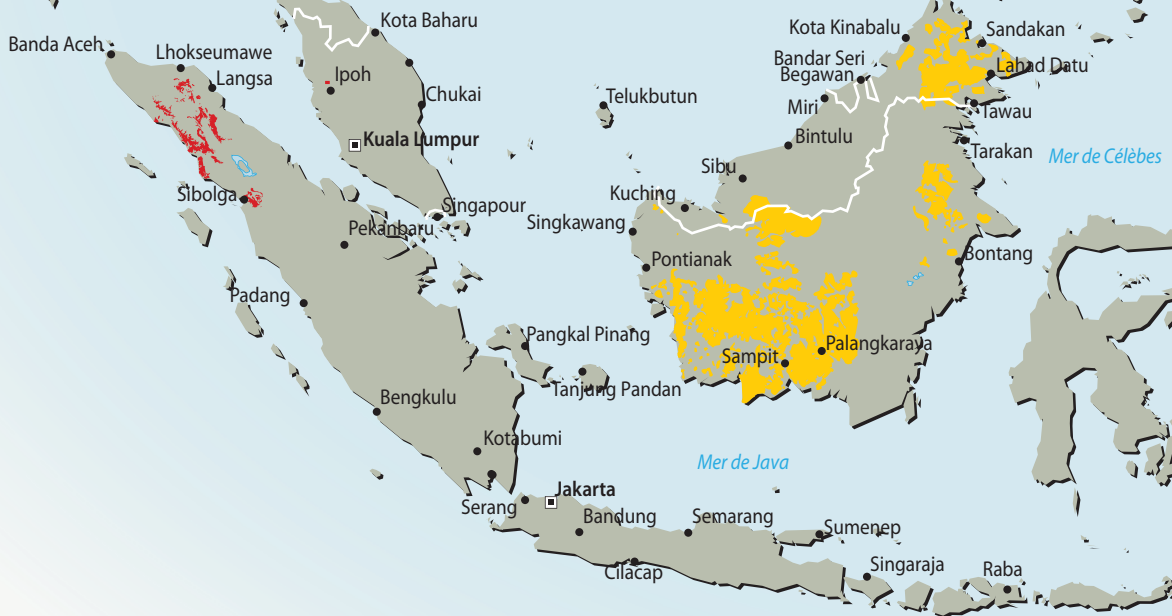 Kota Baharu
Kota Kinabalu
Sandakan
Banda Aceh
Lhokseumawe
Bandar Seri
Begawan
Lahad Datu
Langsa
Ipoh
Chukai
Telukbutun
Miri
Tawau
Kuala Lumpur
Bintulu
Tarakan
Mer de Célèbes
Sibu
Sibolga
Kuching
Singapour
Singkawang
Pekanbaru
Pontianak
Bontang
Padang
Pangkal Pinang
Palangkaraya
Sampit
Tanjung Pandan
Bengkulu
Kotabumi
Mer de Java
Jakarta
Serang
Bandung
Semarang
Sumenep
Cilacap
Singaraja
Raba